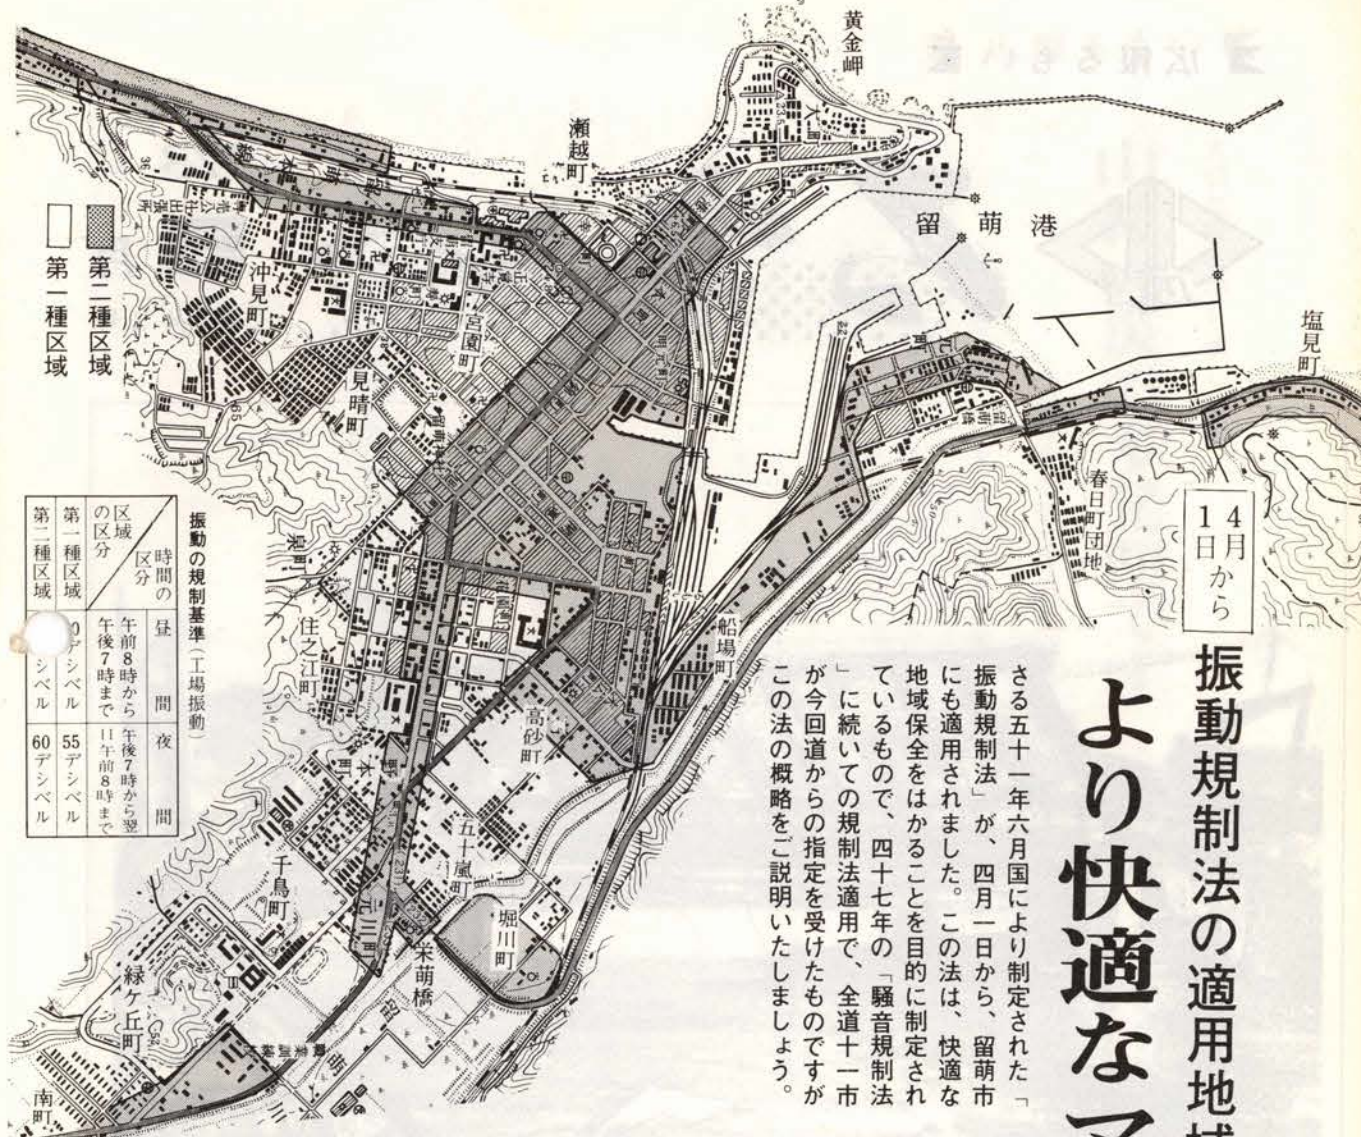 4月から
1日
振動規制法の適用地域
より快適なマ
さる五十一年六月国により制定された「
振動規制法」が、四月一日から、留萌市
にも適用されました。この法は、快適な
地域保全をはかることを目的に制定され
ているもので、四十七年の「騒音規制法
」に続いての規制法適用で、全道十一市
が今回道からの指定を受けたものですが
この法の概略をご説明いたしましょう。
黄金岬
瀬越町
留萌港
塩見町
春日町団地
船場町
沖見町
宮園町
見晴町
泉町
住之江町
高砂町
五十嵐町
堀川町
栄萌橋
元川町
千鳥町
緑ケ丘町
南町
第二種区域
第一種区域
振動の規制基準(工場振動)
時間の区分
区域の区分
昼間
午前8時から
午後7時まで
夜間
午後7時から翌
日午前8時まで
第一種区域
0デシベル
55デシベル
第二種区域
シベル
60デシベル